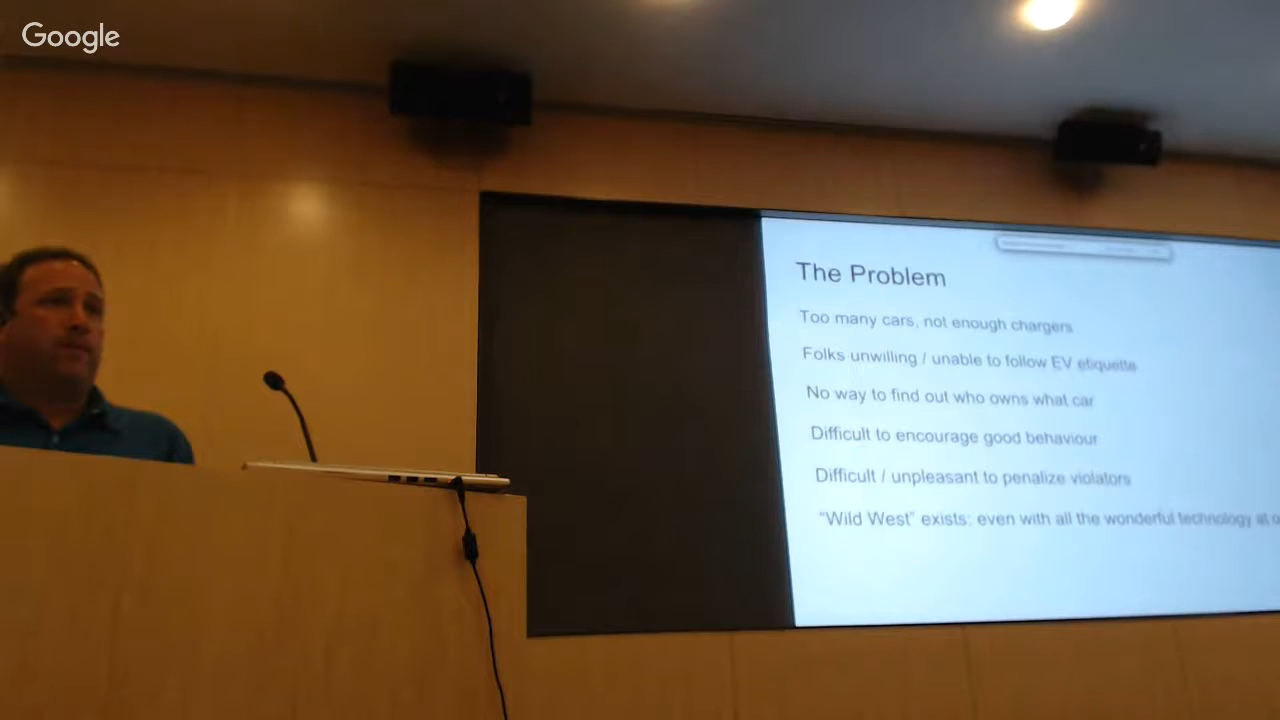 Google
The Problem
Too many cars, not enough chargers
Folks unwilling / unable to follow EV etiquette
No way to find out who owns what car
Difficult to encourage good behaviour
Difficult / unpleasant to penalize violators
“Wild West” exists: even with all the wonderful technology at